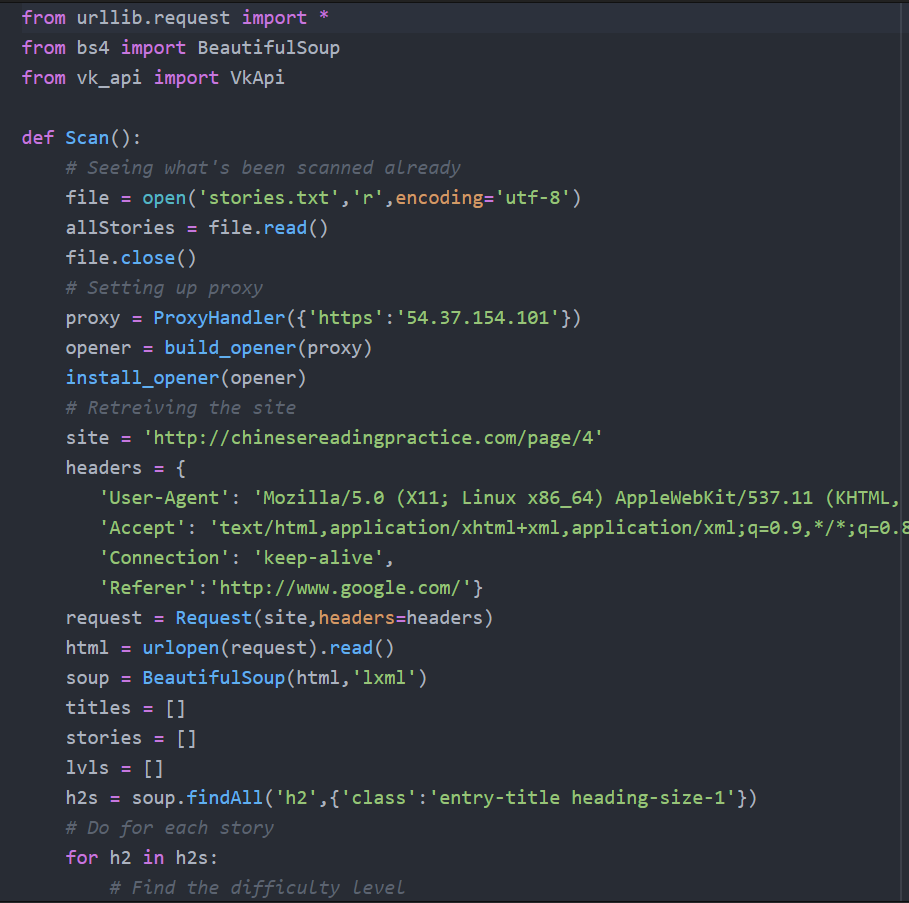 from urllib.request import *
from bs4 import BeautifulSoup
from vk_api import VkApi

def Scan():
    # Seeing what's been scanned already
    file = open('stories.txt','r',encoding='utf-8')
    allStories = file.read()
    file.close()
    # Setting up proxy
    proxy = ProxyHandler({'https':'54.37.154.101'})
    opener = build_opener(proxy)
    install_opener(opener)
    # Retreiving the site
    site = 'http://chinesereadingpractice.com/page/4'
    headers = {
       'User-Agent': 'Mozilla/5.0 (X11; Linux x86_64) AppleWebKit/537.11 (KHTML,
       'Accept': 'text/html,application/xhtml+xml,application/xml;q=0.9,*/*;q=0.8
       'Connection': 'keep-alive',
       'Referer':'http://www.google.com/'}
    request = Request(site,headers=headers)
    html = urlopen(request).read()
    soup = BeautifulSoup(html,'lxml')
    titles = []
    stories = []
    lvls = []
    h2s = soup.findAll('h2',{'class':'entry-title heading-size-1'})
    # Do for each story
    for h2 in h2s:
        # Find the difficulty level